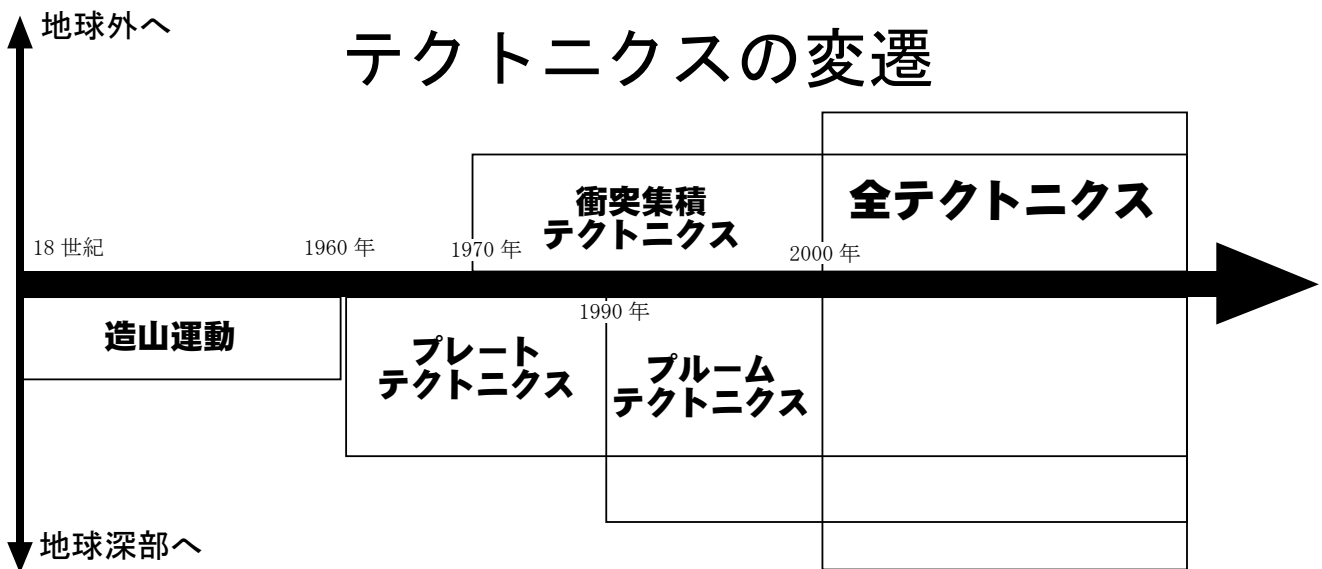 地球外へ
テクトニクスの変遷
衝突集積
テクトニクス
全テクトニクス
18 世紀
1960 年
1970 年
2000 年
1990 年
造山運動
プレート
テクトニクス
プルーム
テクトニクス
地球深部へ